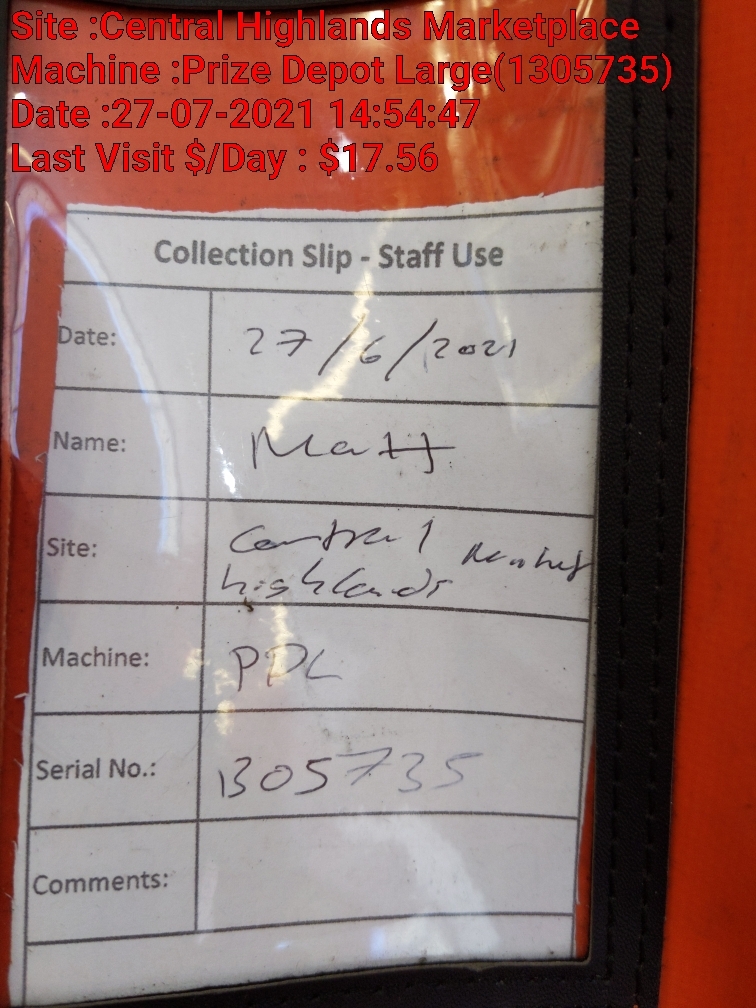 Site :Central Highlands Marketplace
Machine :Prize Depot Large(1305735)
Date :27-07-2021 14:54:47
Last Visit $/Day : $17.56
Collection Slip - Staff Use
Date: 27/6/2021
Name: Matt
Site: Central
highlands
Machine: PDL
Serial No.: 1305735
Comments: